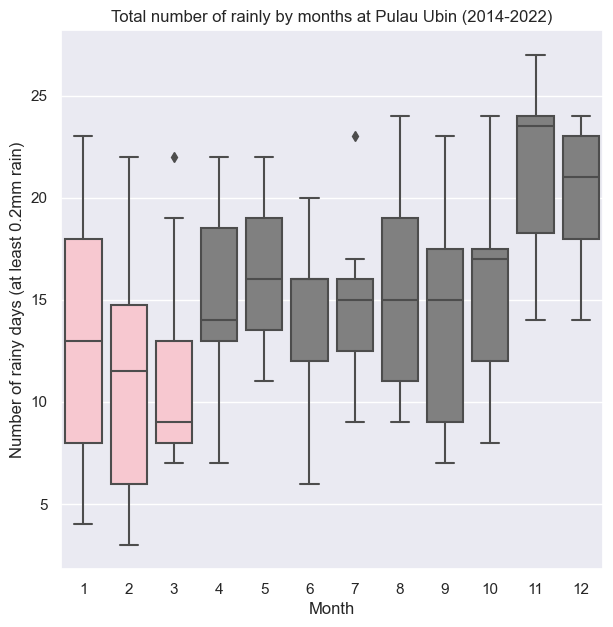 Total number of rainly by months at Pulau Ubin (2014-2022)
Number of rainy days (at least 0.2mm rain)
25
20
15
10
5
1 2 3 4 5 6 7 8 9 10 11 12
Month